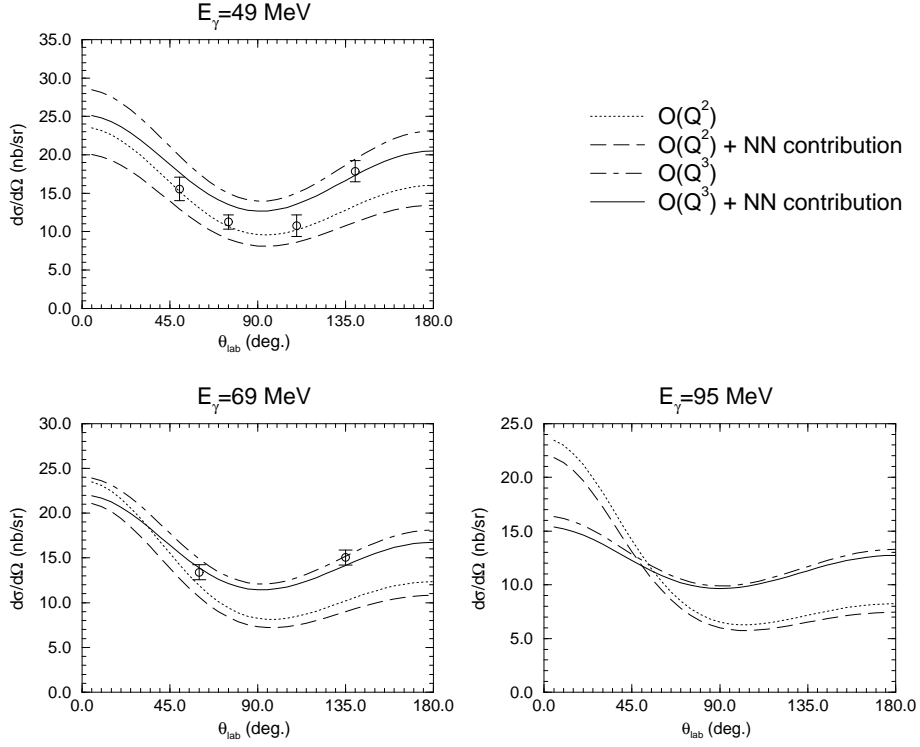 E_γ=49 MeV
35.0
30.0
25.0
20.0
15.0
10.0
5.0
0.0
dσ/dΩ (nb/sr)
0.0 45.0 90.0 135.0 180.0
θ_lab (deg.)
O(Q^2)
O(Q^2) + NN contribution
O(Q^3)
O(Q^3) + NN contribution
E_γ=69 MeV
30.0
25.0
20.0
15.0
10.0
5.0
0.0
dσ/dΩ (nb/sr)
0.0 45.0 90.0 135.0 180.0
θ_lab (deg.)
E_γ=95 MeV
25.0
20.0
15.0
10.0
5.0
0.0
dσ/dΩ (nb/sr)
0.0 45.0 90.0 135.0 180.0
θ_lab (deg.)